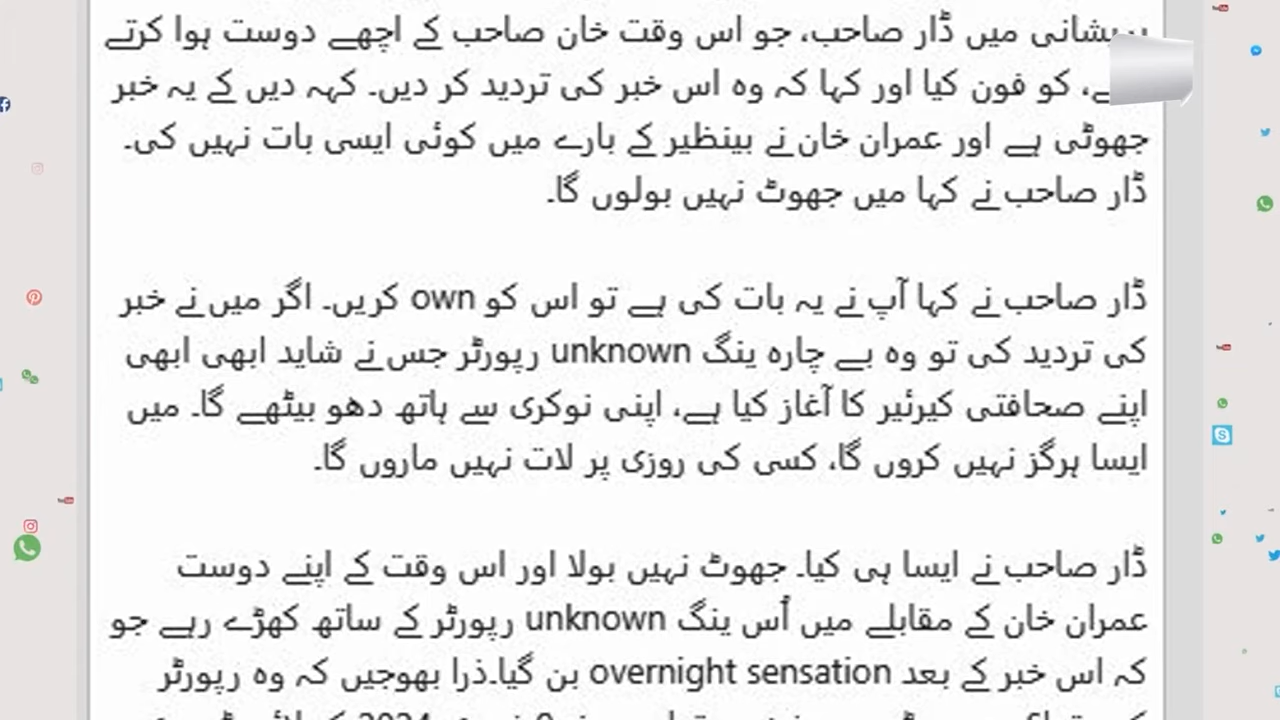 میں ڈار صاحب، جو اس وقت خان صاحب کے اچھے دوست ہوا کرتے
کو فون کیا اور کہا کہ وہ اس خبر کی تردید کر دیں۔ کہہ دیں کے یہ خبر
جھوٹی ہے اور عمران خان نے بینظیر کے بارے میں کوئی ایسی بات نہیں کی۔
ڈار صاحب نے کہا میں جھوٹ نہیں بولوں گا۔
ڈار صاحب نے کہا آپ نے یہ بات کی ہے تو اس کو own کریں۔ اگر میں نے خبر
کی تردید کی تو وہ بے چارہ ینگ unknown رپورٹر جس نے شاید ابھی ابھی
اپنے صحافتی کیرئیر کا آغاز کیا ہے، اپنی نوکری سے ہاتھ دھو بیٹھے گا۔ میں
ایسا ہرگز نہیں کروں گا، کسی کی روزی پر لات نہیں ماروں گا۔
ڈار صاحب نے ایسا ہی کیا۔ جھوٹ نہیں بولا اور اس وقت کے اپنے دوست
عمران خان کے مقابلے میں اُس ینگ unknown رپورٹر کے ساتھ کھڑے رہے جو
کہ اس خبر کے بعد overnight sensation بن گیا۔ذرا بھوجیں کہ وہ رپورٹر